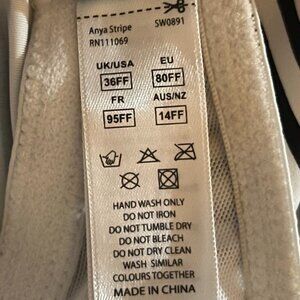 Anya Stripe SW0891
RN111069
UK/USA EU
36FF 80FF
FR AUS/NZ
95FF 14FF
HAND WASH ONLY
DO NOT IRON
DO NOT TUMBLE DRY
DO NOT BLEACH
DO NOT DRY CLEAN
WASH SIMILAR
COLOURS TOGETHER
MADE IN CHINA